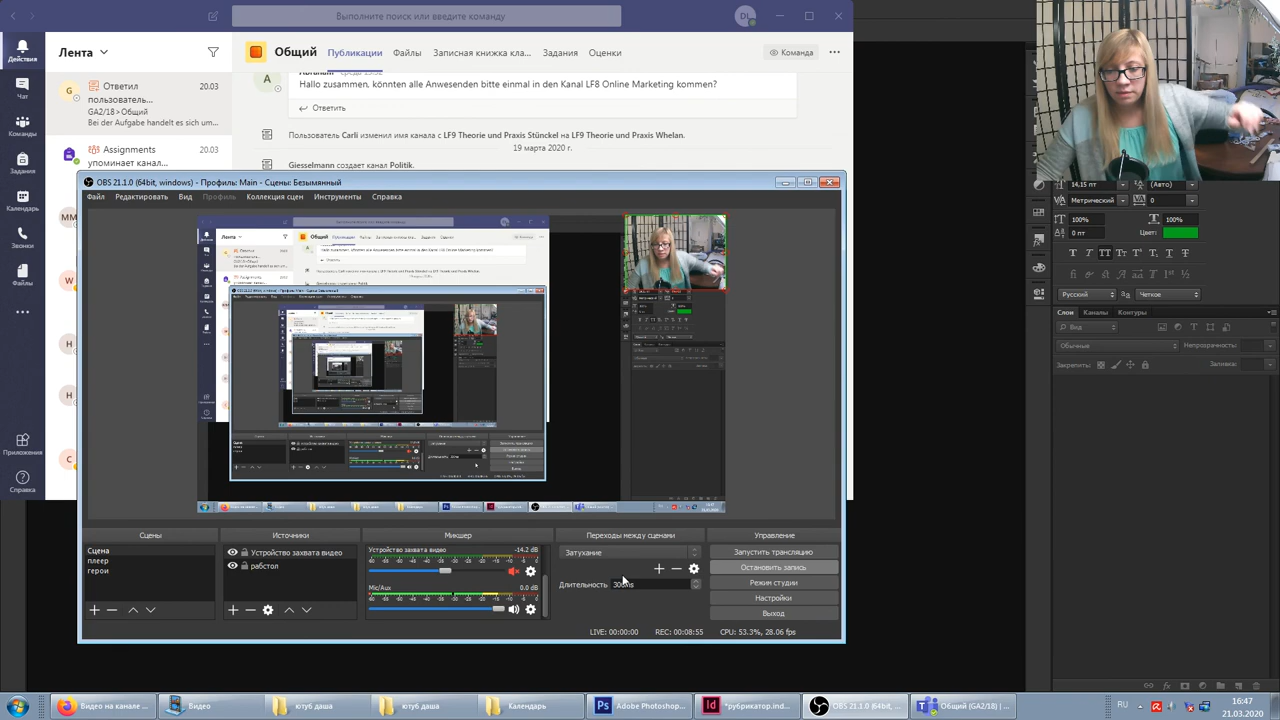 Выполните поиск или введите команду
DL
Действия
Лента
Общий
Публикации
Файлы
Записная книжка кла...
Задания
Оценки
Команда
Чат
Команды
Задания
Календарь
Звонки
Файлы
Приложения
Справка
G
Ответил
20.03
пользователь...
GA2/18 > Общий
Bei der Aufgabe handelt es sich um...
Assignments
20.03
упоминает канал...
A
Hallo zusammen, könnten alle Anwesenden bitte einmal in den Kanal LF8 Online Marketing kommen?
Ответить
Пользователь Carli изменил имя канала с LF9 Theorie und Praxis Stünckel на LF9 Theorie und Praxis Whelan.
19 марта 2020 г.
Giesselmann создает канал Politik.
OBS 21.1.0 (64bit, windows) - Профиль: Main - Сцены: Безымянный
Файл
Редактировать
Вид
Профиль
Коллекция сцен
Инструменты
Справка
Сцены
Источники
Микшер
Переходы между сценами
Управление
Сцена
плеер
герои
Устройство захвата видео
рабстол
Устройство захвата видео
-14.2 dB
Mic/Aux
0.0 dB
Затухание
Длительность
300ms
Запустить трансляцию
Остановить запись
Режим студии
Настройки
Выход
LIVE: 00:00:00
REC: 00:08:55
CPU: 53.3%, 28.06 fps
14,15 пт
(Авто)
Метрический
0
100%
100%
0 пт
Цвет:
Русский
Четкое
Слои
Каналы
Контуры
Вид
Обычные
Непрозрачность:
Закрепить:
Заливка:
Видео на канале ...
Видео
ютуб даша
ютуб даша
Календарь
Adobe Photoshop...
*рубрикатор.ind...
OBS 21.1.0 (64bit, ...
Общий (GA2/18) ...
RU
16:47
21.03.2020